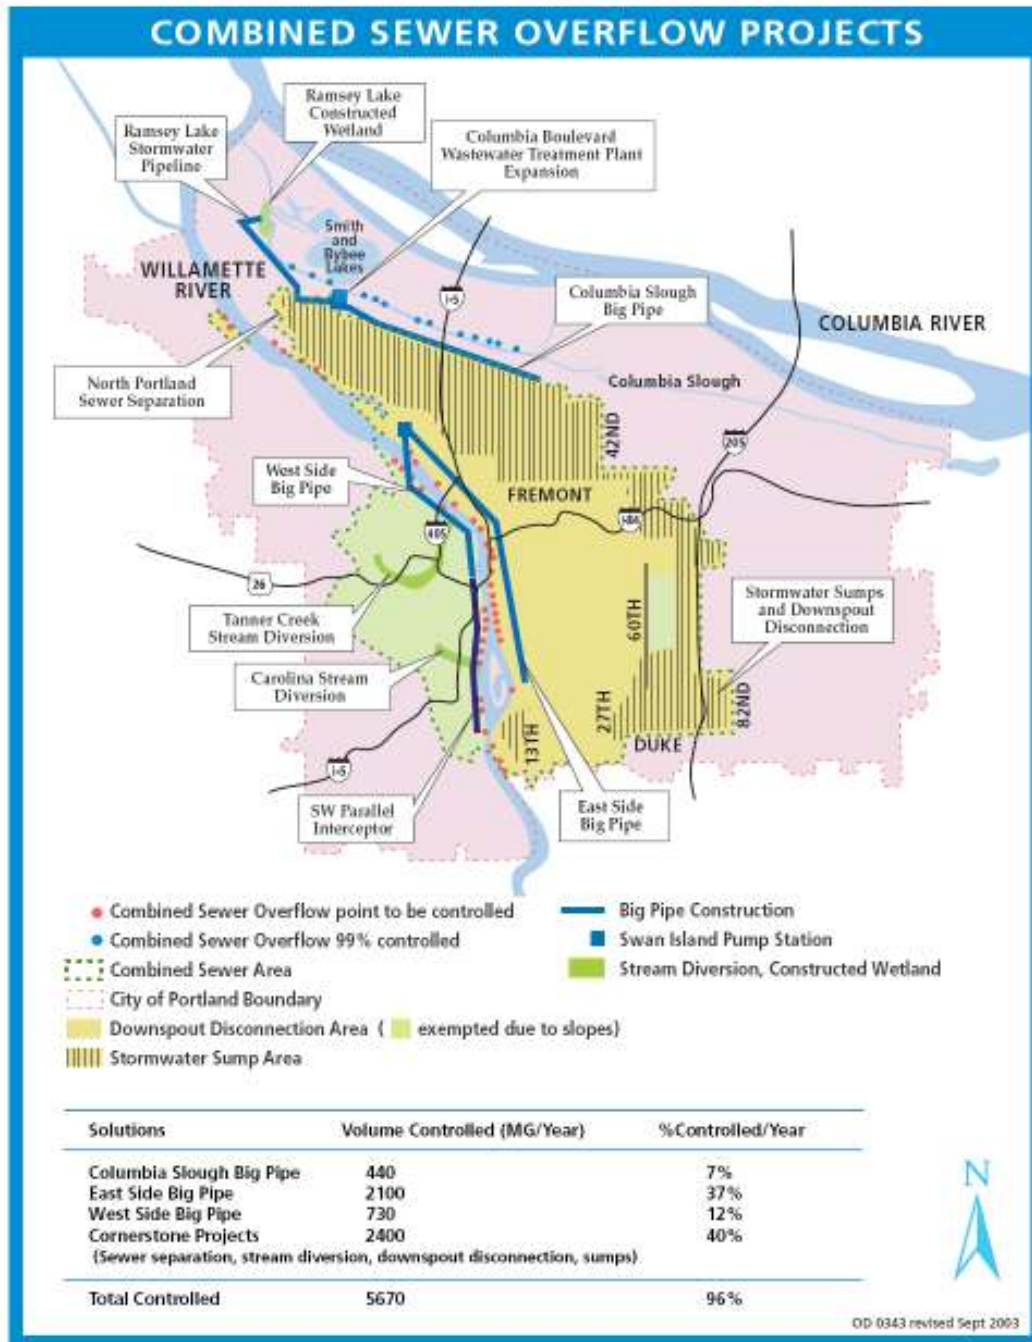 COMBINED SEWER OVERFLOW PROJECTS
Ramsey Lake
Constructed
Wetland
Ramsey Lake
Stormwater
Pipeline
Columbia Boulevard
Wastewater Treatment Plant
Expansion
Smith
and
Bybee
Lakes
WILLAMETTE
RIVER
I-5
Columbia Slough
Big Pipe
COLUMBIA RIVER
North Portland
Sewer Separation
Columbia Slough
42ND
205
West Side
Big Pipe
FREMONT
405
I84
26
Tanner Creek
Stream Diversion
60TH
Stormwater Sumps
and Downspout
Disconnection
Carolina Stream
Diversion
27TH
82ND
13TH
DUKE
I-5
SW Parallel
Interceptor
East Side
Big Pipe
Combined Sewer Overflow point to be controlled
Combined Sewer Overflow 99% controlled
Combined Sewer Area
City of Portland Boundary
Downspout Disconnection Area ( exempted due to slopes)
Stormwater Sump Area
Big Pipe Construction
Swan Island Pump Station
Stream Diversion, Constructed Wetland
Solutions Volume Controlled (MG/Year) %Controlled/Year
Columbia Slough Big Pipe 440 7%
East Side Big Pipe 2100 37%
West Side Big Pipe 730 12%
Cornerstone Projects 2400 40%
(Sewer separation, stream diversion, downspout disconnection, sumps)
Total Controlled 5670 96%
N
OD 0343 revised Sept 2003